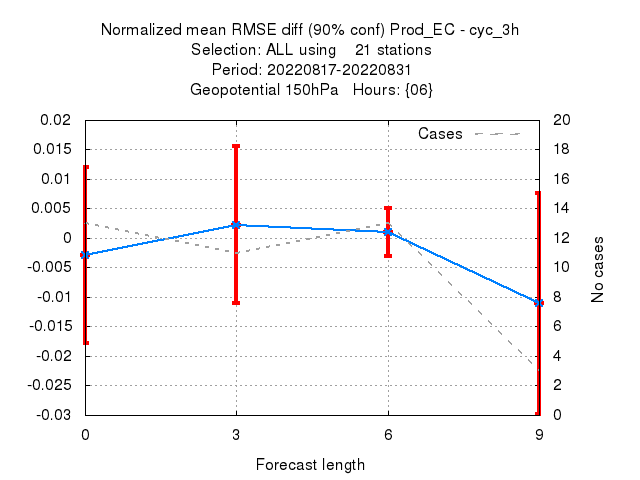 Normalized mean RMSE diff (90% conf) Prod_EC - cyc_3h
Selection: ALL using    21 stations
Period: 20220817-20220831
Geopotential 150hPa   Hours: {06}
Cases
0.02
0.015
0.01
0.005
0
-0.005
-0.01
-0.015
-0.02
-0.025
-0.03
20
18
16
14
12
10
8
6
4
2
0
No cases
0 3 6 9
Forecast length